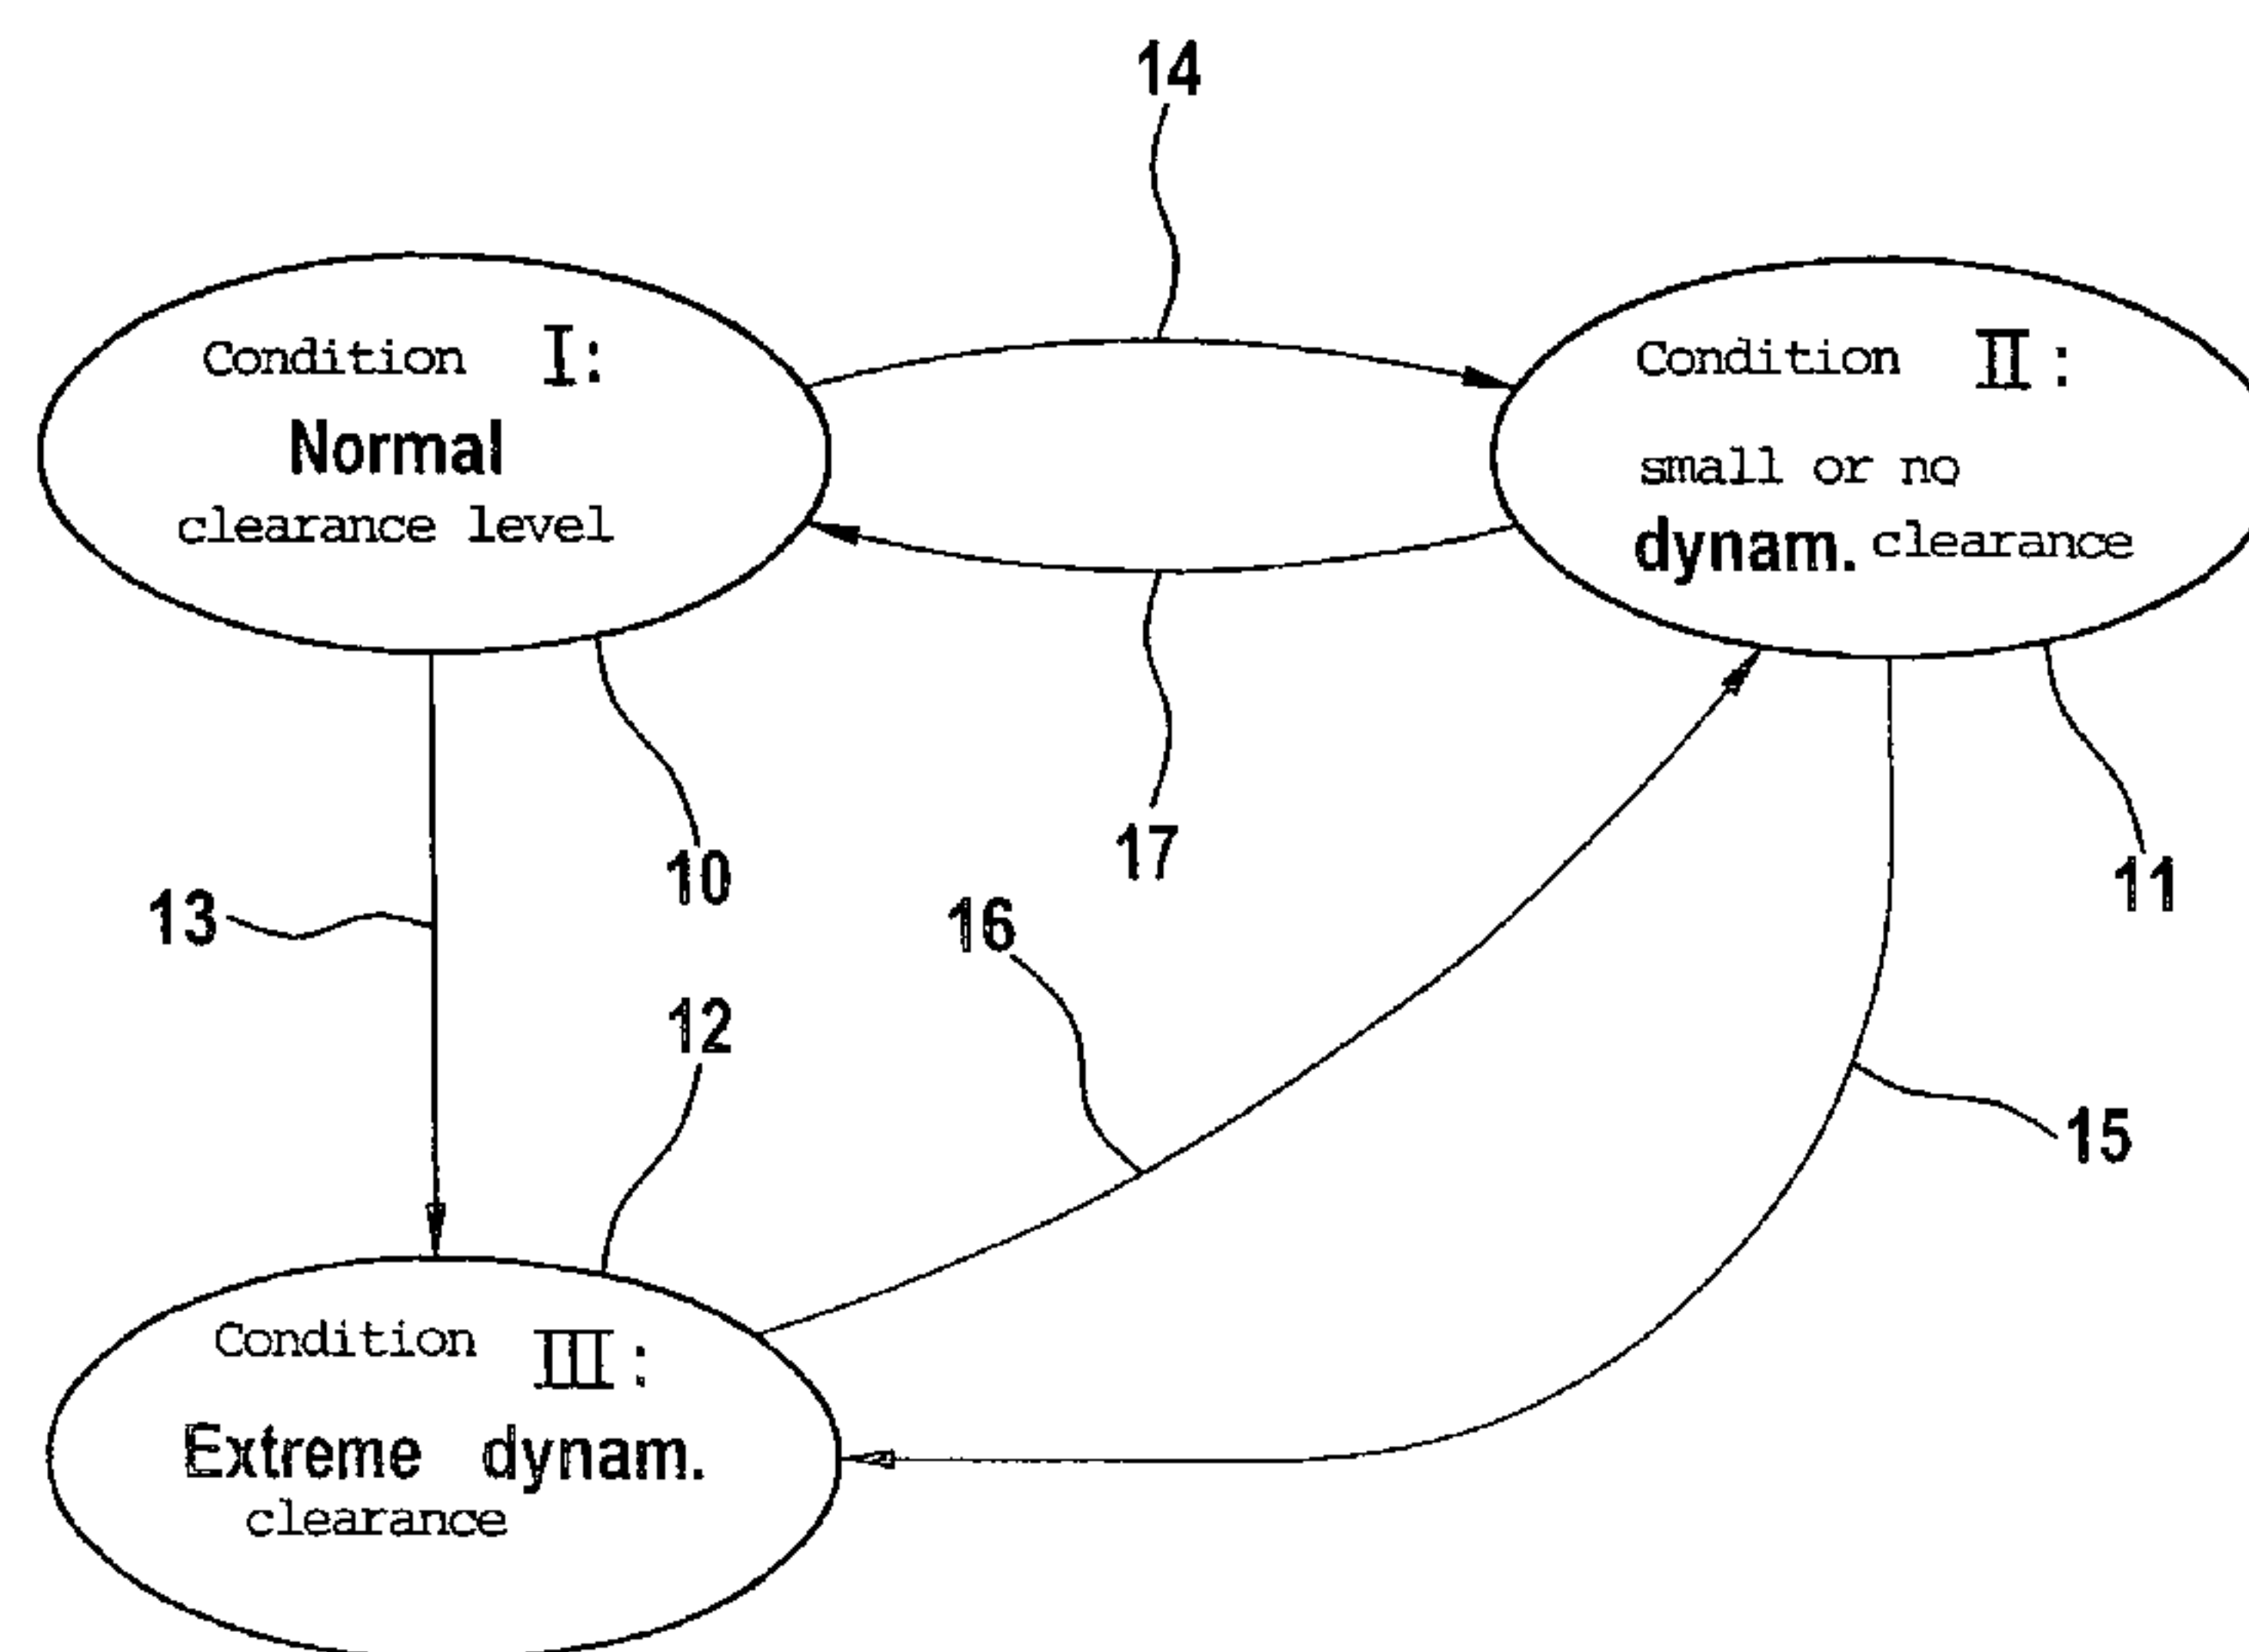 14
Condition I:
Normal
clearance level
Condition II:
small or no
dynam. clearance
10
17
11
13
16
12
15
Condition III:
Extreme dynam.
clearance